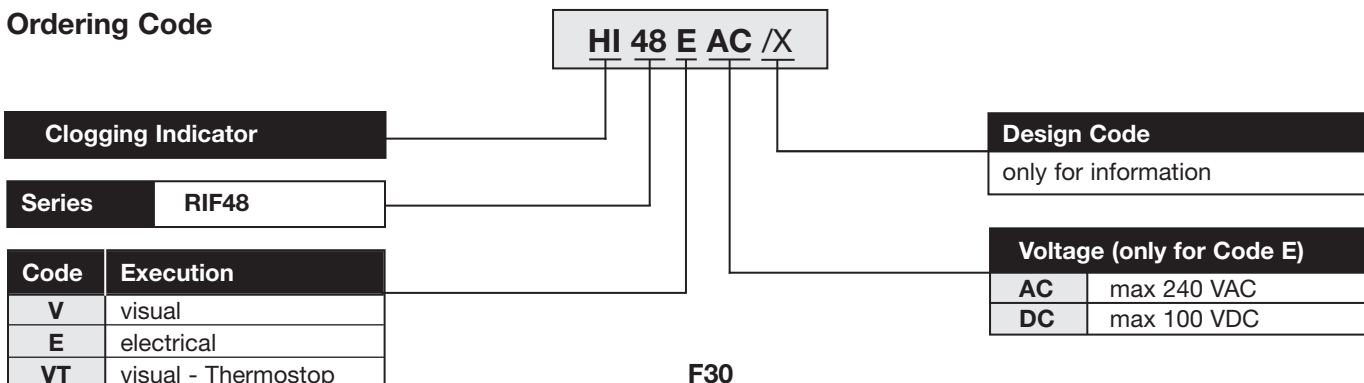 Ordering Code
HI 48 E AC /X
Clogging Indicator
Series RIF48
Code Execution
V visual
E electrical
VT visual - Thermostop
Design Code
only for information
Voltage (only for Code E)
AC max 240 VAC
DC max 100 VDC
F30